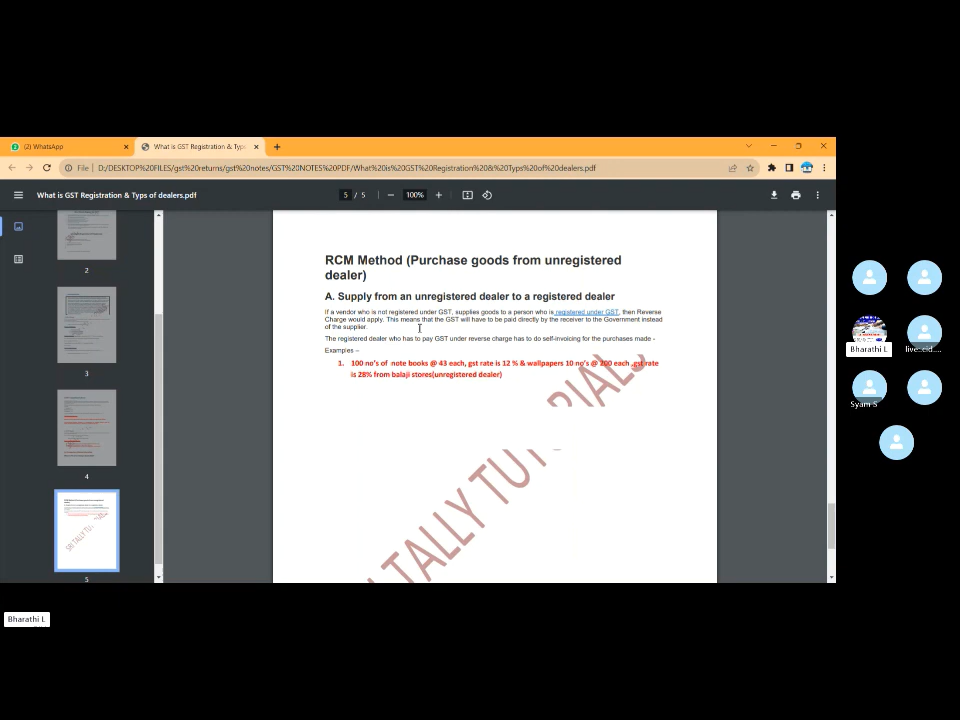 (2) WhatsApp
What is GST Registration & Typ
File
D:/DESKTOP%20FILES/gst%20returns/gst%20notes/GST%20NOTES%20PDF/What%20is%20GST%20Registration%20&%20Typs%20of%20dealers.pdf
What is GST Registration & Typs of dealers.pdf
5 / 5
100%
2
3
4
5
RCM Method (Purchase goods from unregistered
dealer)
A. Supply from an unregistered dealer to a registered dealer
If a vendor who is not registered under GST, supplies goods to a person who is registered under GST, then Reverse
Charge would apply. This means that the GST will have to be paid directly by the receiver to the Government instead
of the supplier.
The registered dealer who has to pay GST under reverse charge has to do self-invoicing for the purchases made -
Examples –
1. 100 no's of note books @ 43 each, gst rate is 12 % & wallpapers 10 no's @ 200 each ,gst rate
is 28% from balaji stores(unregistered dealer)
TALLY TUTORIALS
Bharathi L
live:.cid....
Syam S
Bharathi L